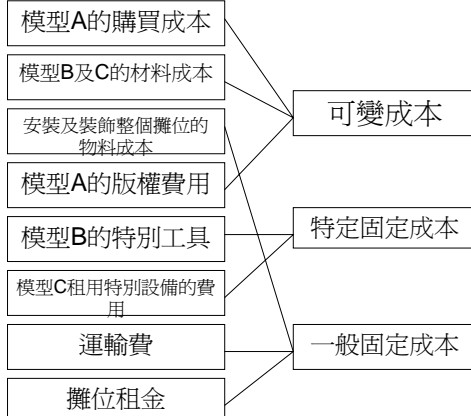 模型A的購買成本
模型B及C的材料成本
安裝及裝飾整個攤位的
物料成本
模型A的版權費用
模型B的特別工具
模型C租用特別設備的費
用
運輸費
攤位租金
可變成本
特定固定成本
一般固定成本